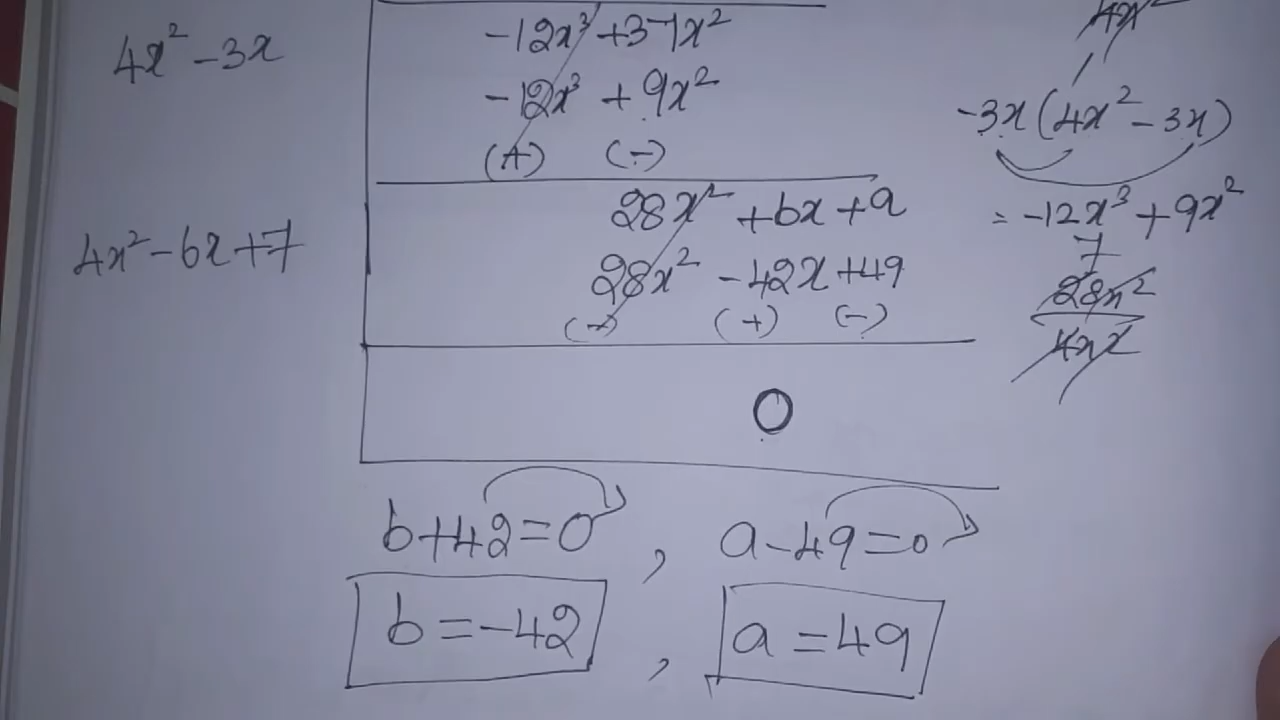 4x² - 3x
-12x³ + 37x²
-12x³ + 9x²
(+) (-)
4x²
-3x(4x² - 3x)
= -12x³ + 9x²
4x² - 6x + 7
28x² + bx + a
28x² - 42x + 49
(-) (+) (-)
7
28x²
4x²
0
b + 42 = 0 , a - 49 = 0
b = -42 , a = 49